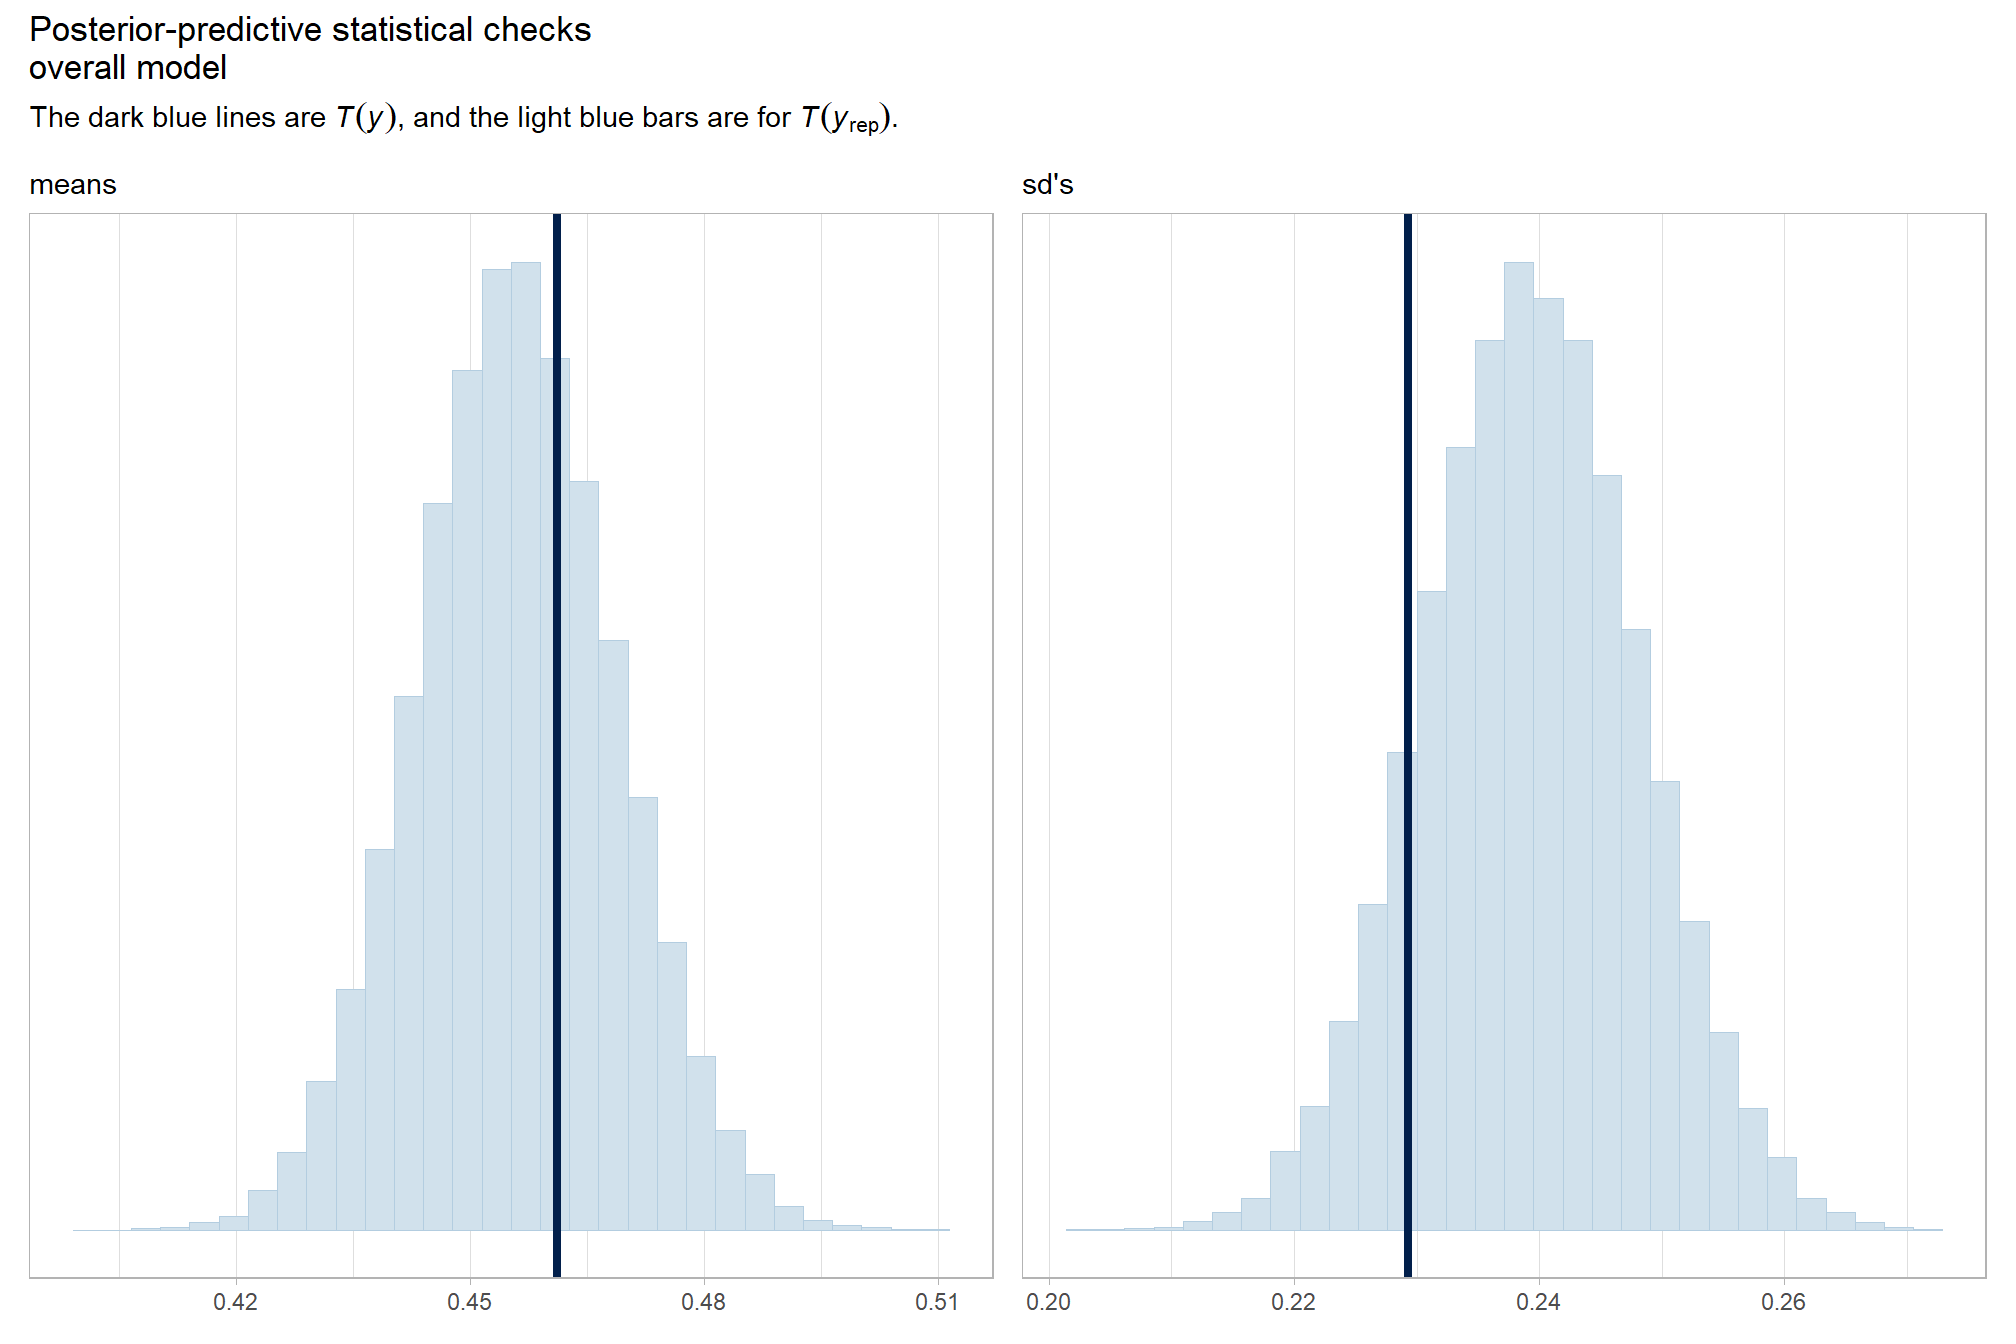 Posterior-predictive statistical checks
overall model
The dark blue lines are T(y), and the light blue bars are for T(y_rep).
means
sd's
0.42 0.45 0.48 0.51
0.20 0.22 0.24 0.26